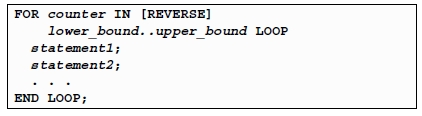 FOR counter IN [REVERSE]
lower_bound..upper_bound LOOP
statement1;
statement2;
. . .
END LOOP;